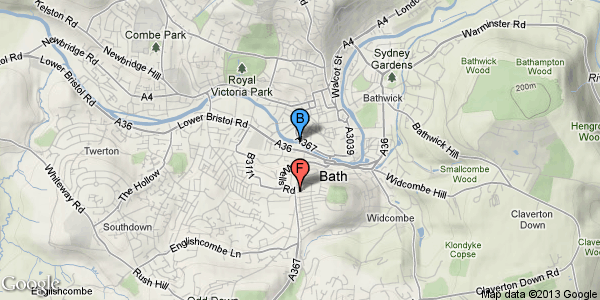 Kelston Rd
Combe Park
Newbridge Rd
Newbridge Hill
Lower Bristol Rd
A36
A4
Royal
Victoria Park
Lower Bristol Rd
A4
London
Warminster Rd
Sydney
Gardens
Walcot St
Bathwick
Bathwick
Wood
Bathampton
Wood
200m
Hengrove
Wood
B
A367
A36
A3039
A36
Bathwick Hill
Twerton
The Hollow
B3111
Wells Rd
F
Bath
Smallcombe
Wood
Widcombe Hill
Widcombe
Claverton
Down
Whiteway Rd
Southdown
Englishcombe Ln
Rush Hill
A367
Klondyke
Copse
Englishcombe
Odd Down
Claverton Down Rd
Google
Map data ©2013 Google